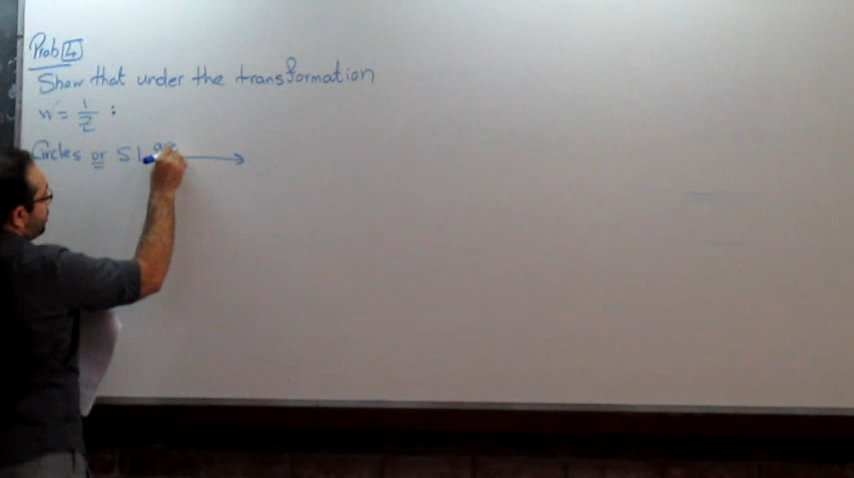 Prob 4
Show that under the transformation
w = 1/z :
Circles or S L →